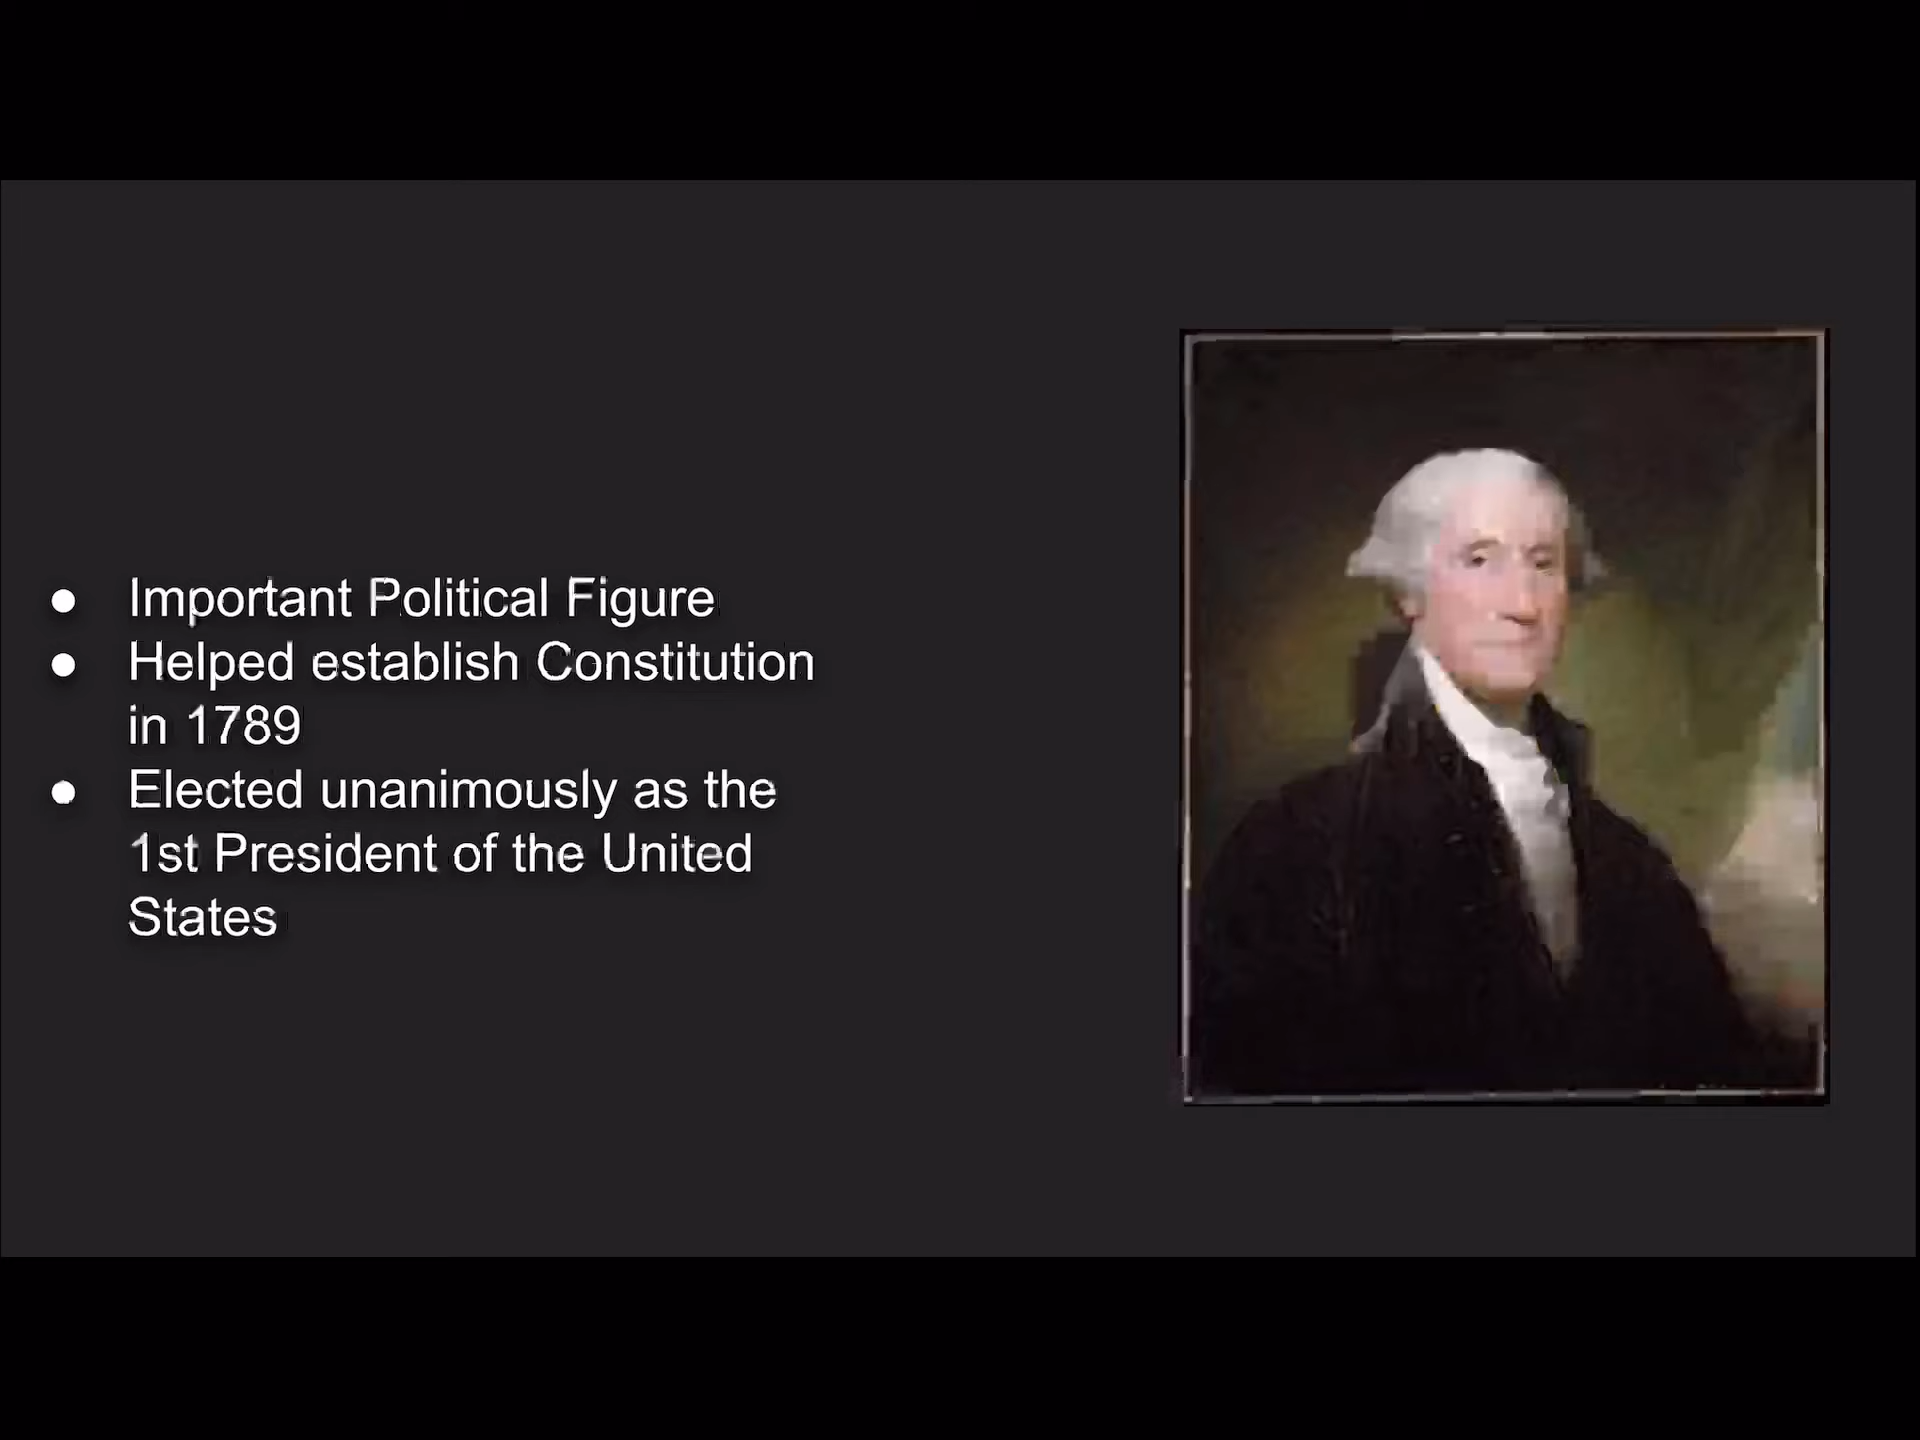 ● Important Political Figure
● Helped establish Constitution
in 1789
● Elected unanimously as the
1st President of the United
States